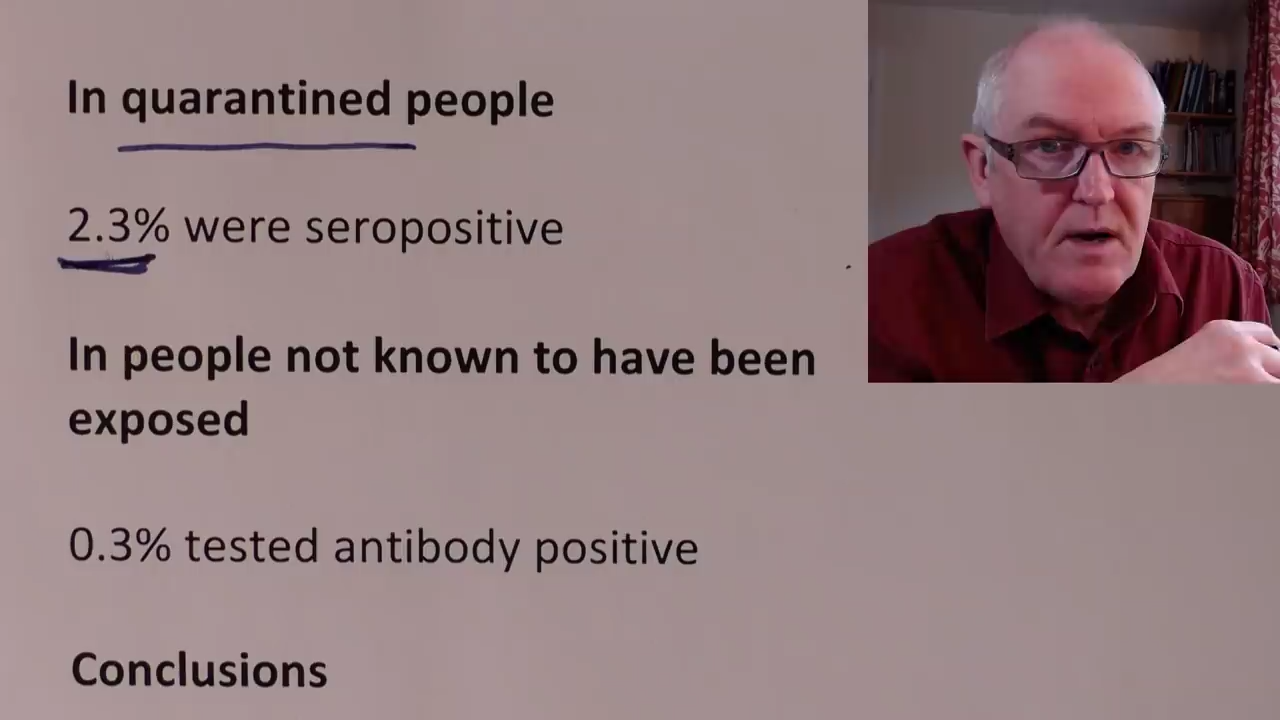 In quarantined people
2.3% were seropositive
In people not known to have been
exposed
0.3% tested antibody positive
Conclusions